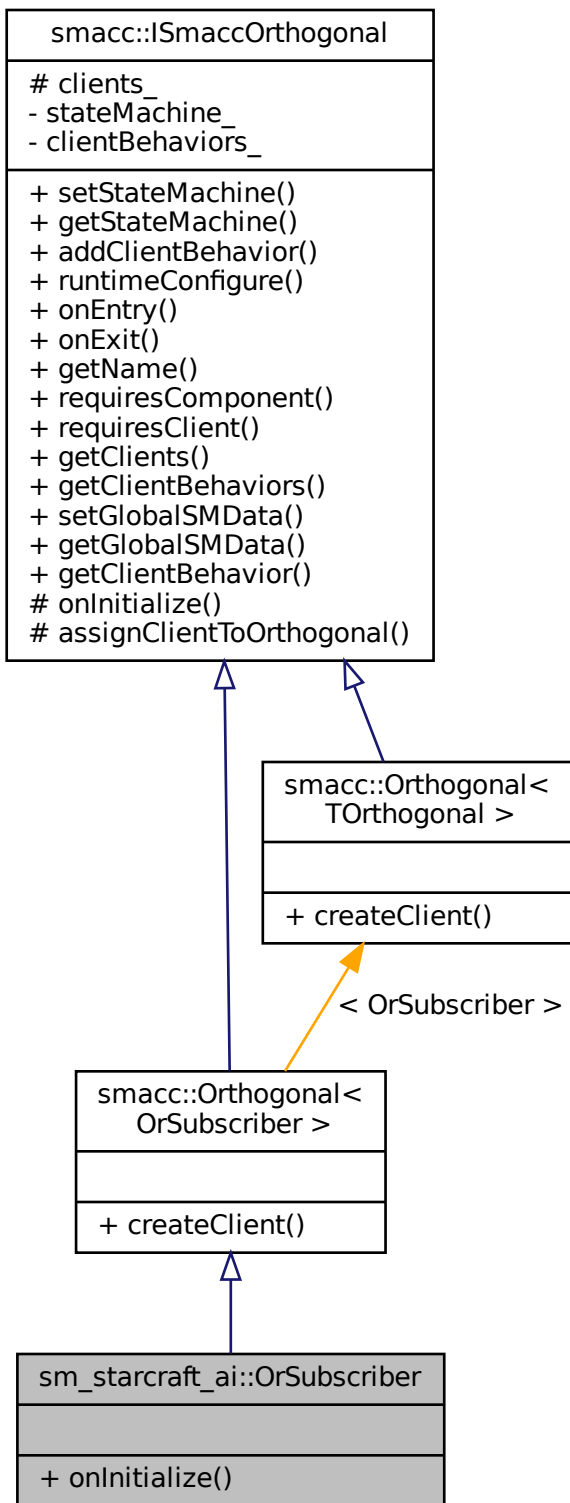 smacc::ISmaccOrthogonal
# clients_
- stateMachine_
- clientBehaviors_
+ setStateMachine()
+ getStateMachine()
+ addClientBehavior()
+ runtimeConfigure()
+ onEntry()
+ onExit()
+ getName()
+ requiresComponent()
+ requiresClient()
+ getClients()
+ getClientBehaviors()
+ setGlobalSMData()
+ getGlobalSMData()
+ getClientBehavior()
# onInitialize()
# assignClientToOrthogonal()
smacc::Orthogonal<
TOrthogonal >
+ createClient()
< OrSubscriber >
smacc::Orthogonal<
OrSubscriber >
+ createClient()
sm_starcraft_ai::OrSubscriber
+ onInitialize()